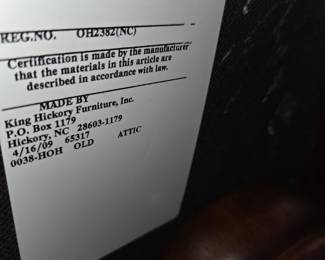 REG.NO. OH2382(NC)
Certification is made by the manufacturer
that the materials in this article are
described in accordance with law.
MADE BY
King Hickory Furniture, Inc.
P.O. Box 1179
Hickory, NC 28603-1179
4/16/09 65317 ATTIC
0038-HOH OLD